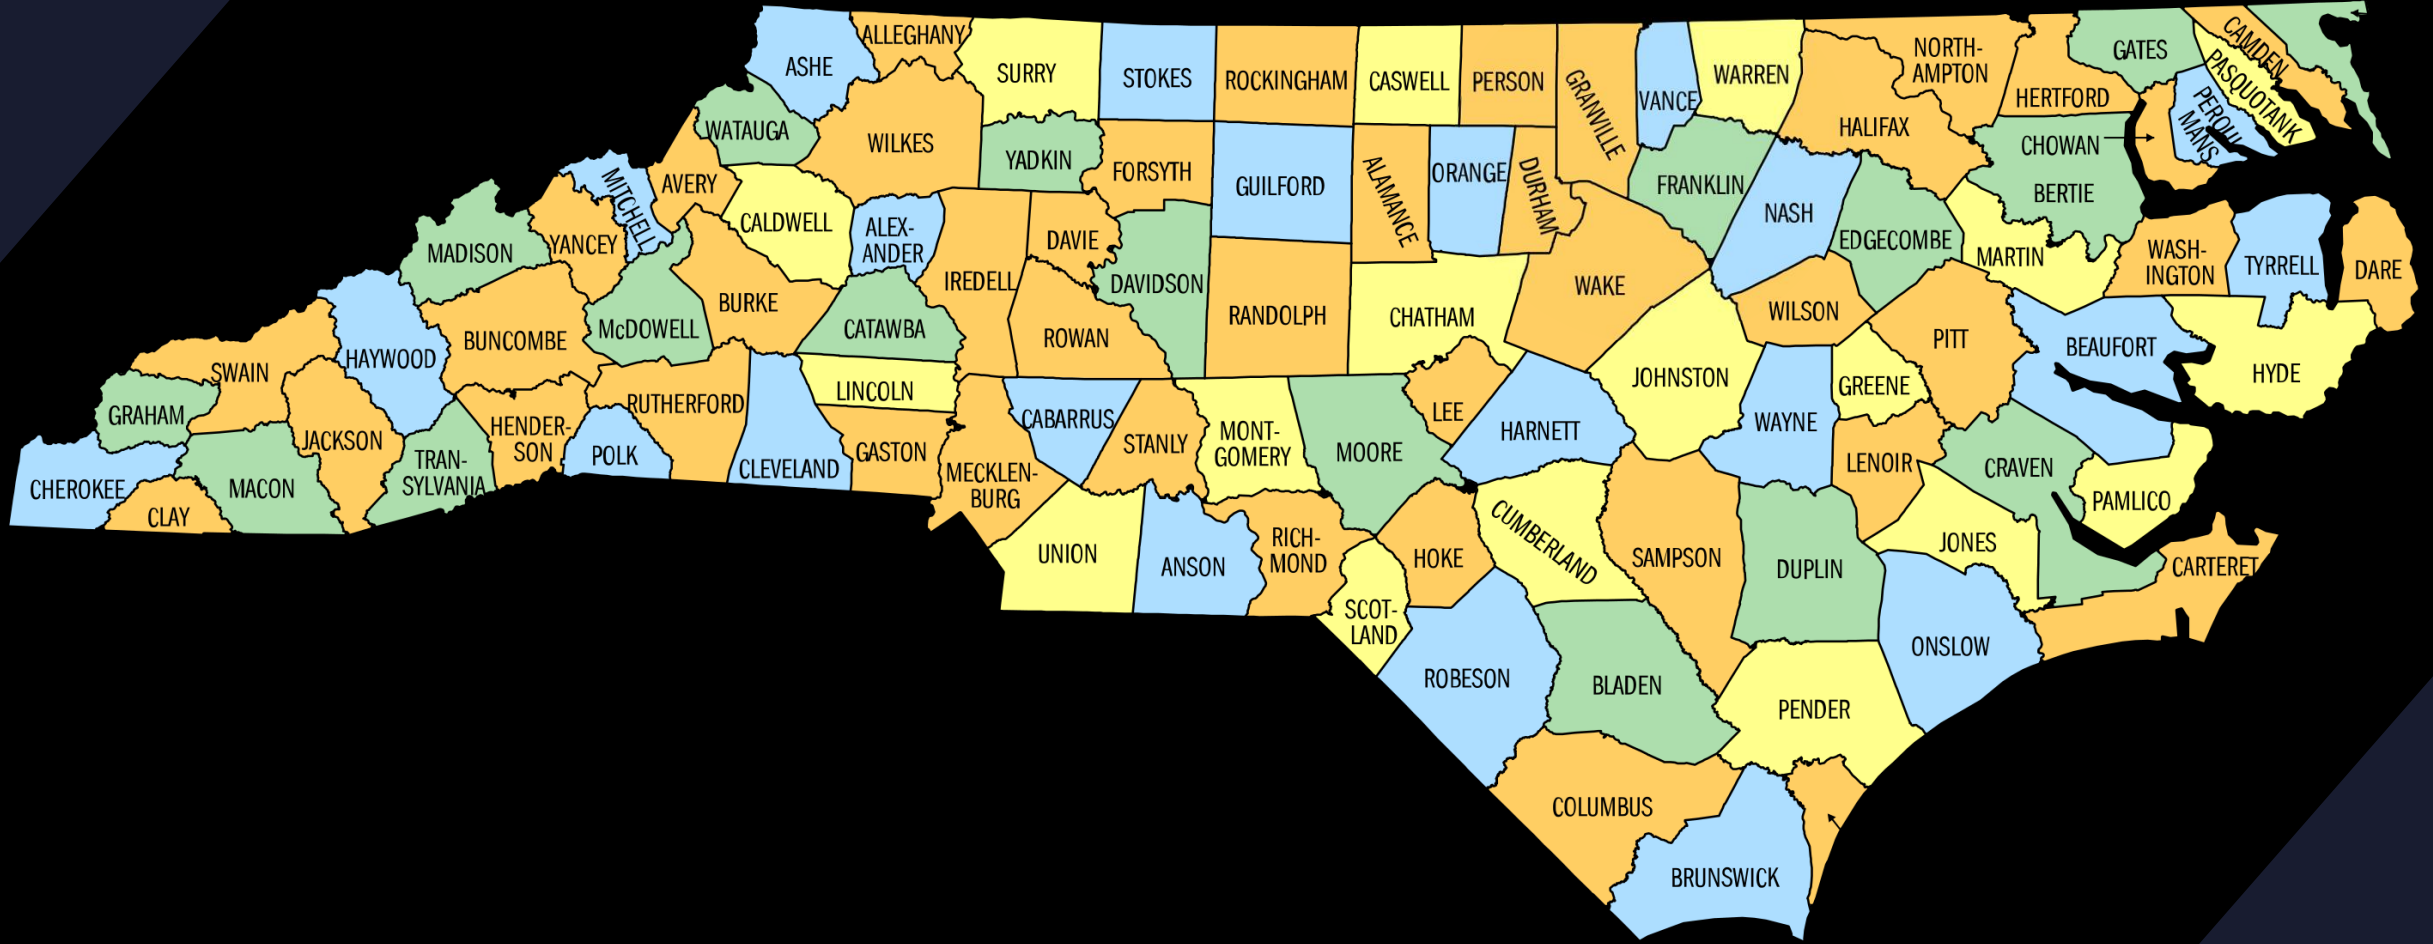 ASHE
ALLEGHANY
SURRY
STOKES
ROCKINGHAM
CASWELL
PERSON
GRANVILLE
VANCE
WARREN
NORTH-
AMPTON
HERTFORD
GATES
CAMDEN
PASQUOTANK
PERQUI
MANS
HALIFAX
CHOWAN
BERTIE
WATAUGA
WILKES
YADKIN
FORSYTH
GUILFORD
ALAMANCE
ORANGE
DURHAM
FRANKLIN
NASH
EDGECOMBE
MARTIN
WASH-
INGTON
TYRRELL
DARE
MITCHELL
AVERY
CALDWELL
ALEX-
ANDER
IREDELL
DAVIE
DAVIDSON
RANDOLPH
CHATHAM
WAKE
JOHNSTON
WILSON
PITT
BEAUFORT
HYDE
MADISON
YANCEY
BURKE
McDOWELL
CATAWBA
ROWAN
BUNCOMBE
HAYWOOD
SWAIN
GRAHAM
JACKSON
HENDER-
SON
RUTHERFORD
LINCOLN
CABARRUS
STANLY
MONT-
GOMERY
MOORE
LEE
HARNETT
WAYNE
GREENE
LENOIR
CRAVEN
PAMLICO
CHEROKEE
CLAY
MACON
TRAN-
SYLVANIA
POLK
CLEVELAND
GASTON
MECKLEN-
BURG
UNION
ANSON
RICH-
MOND
HOKE
SCOT-
LAND
CUMBERLAND
SAMPSON
DUPLIN
JONES
CARTERET
ONSLOW
ROBESON
BLADEN
PENDER
COLUMBUS
BRUNSWICK